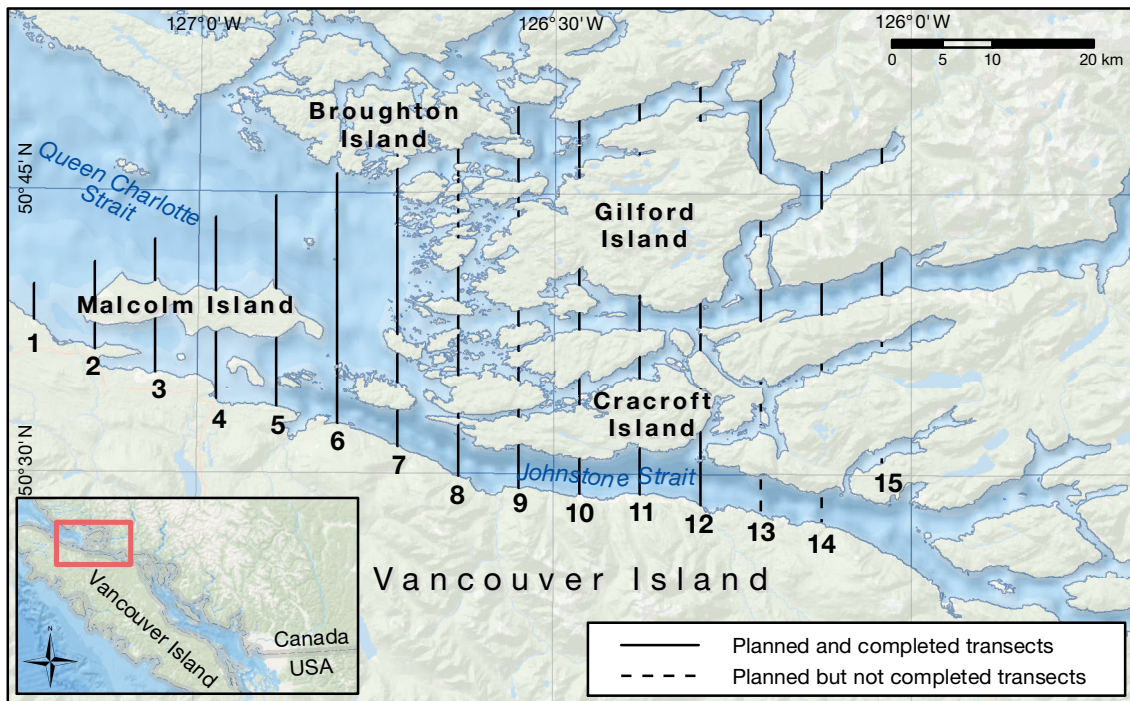 127°0' W
126°30' W
126°0' W
0
5
10
20 km
Broughton
Island
50°45' N
Queen Charlotte
Strait
Gilford
Island
Malcolm Island
1
2
3
4
5
6
7
8
9
10
11
12
13
14
15
Cracroft
Island
50°30' N
Johnstone Strait
Vancouver Island
Vancouver Island
N
Canada
USA
Planned and completed transects
Planned but not completed transects